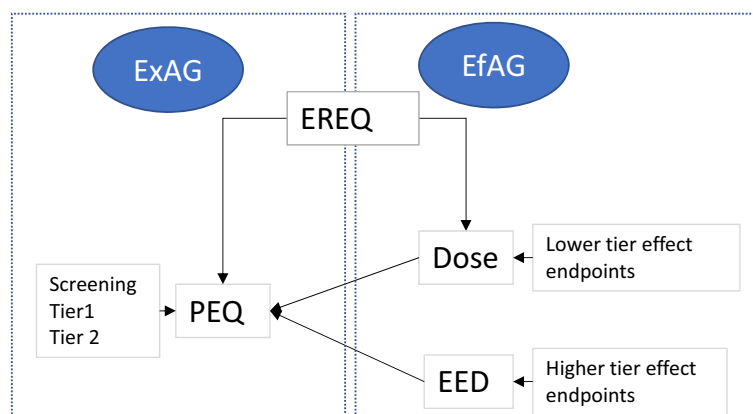 ExAG
EfAG
EREQ
Dose
Lower tier effect
endpoints
Screening
Tier1
Tier 2
PEQ
EED
Higher tier effect
endpoints